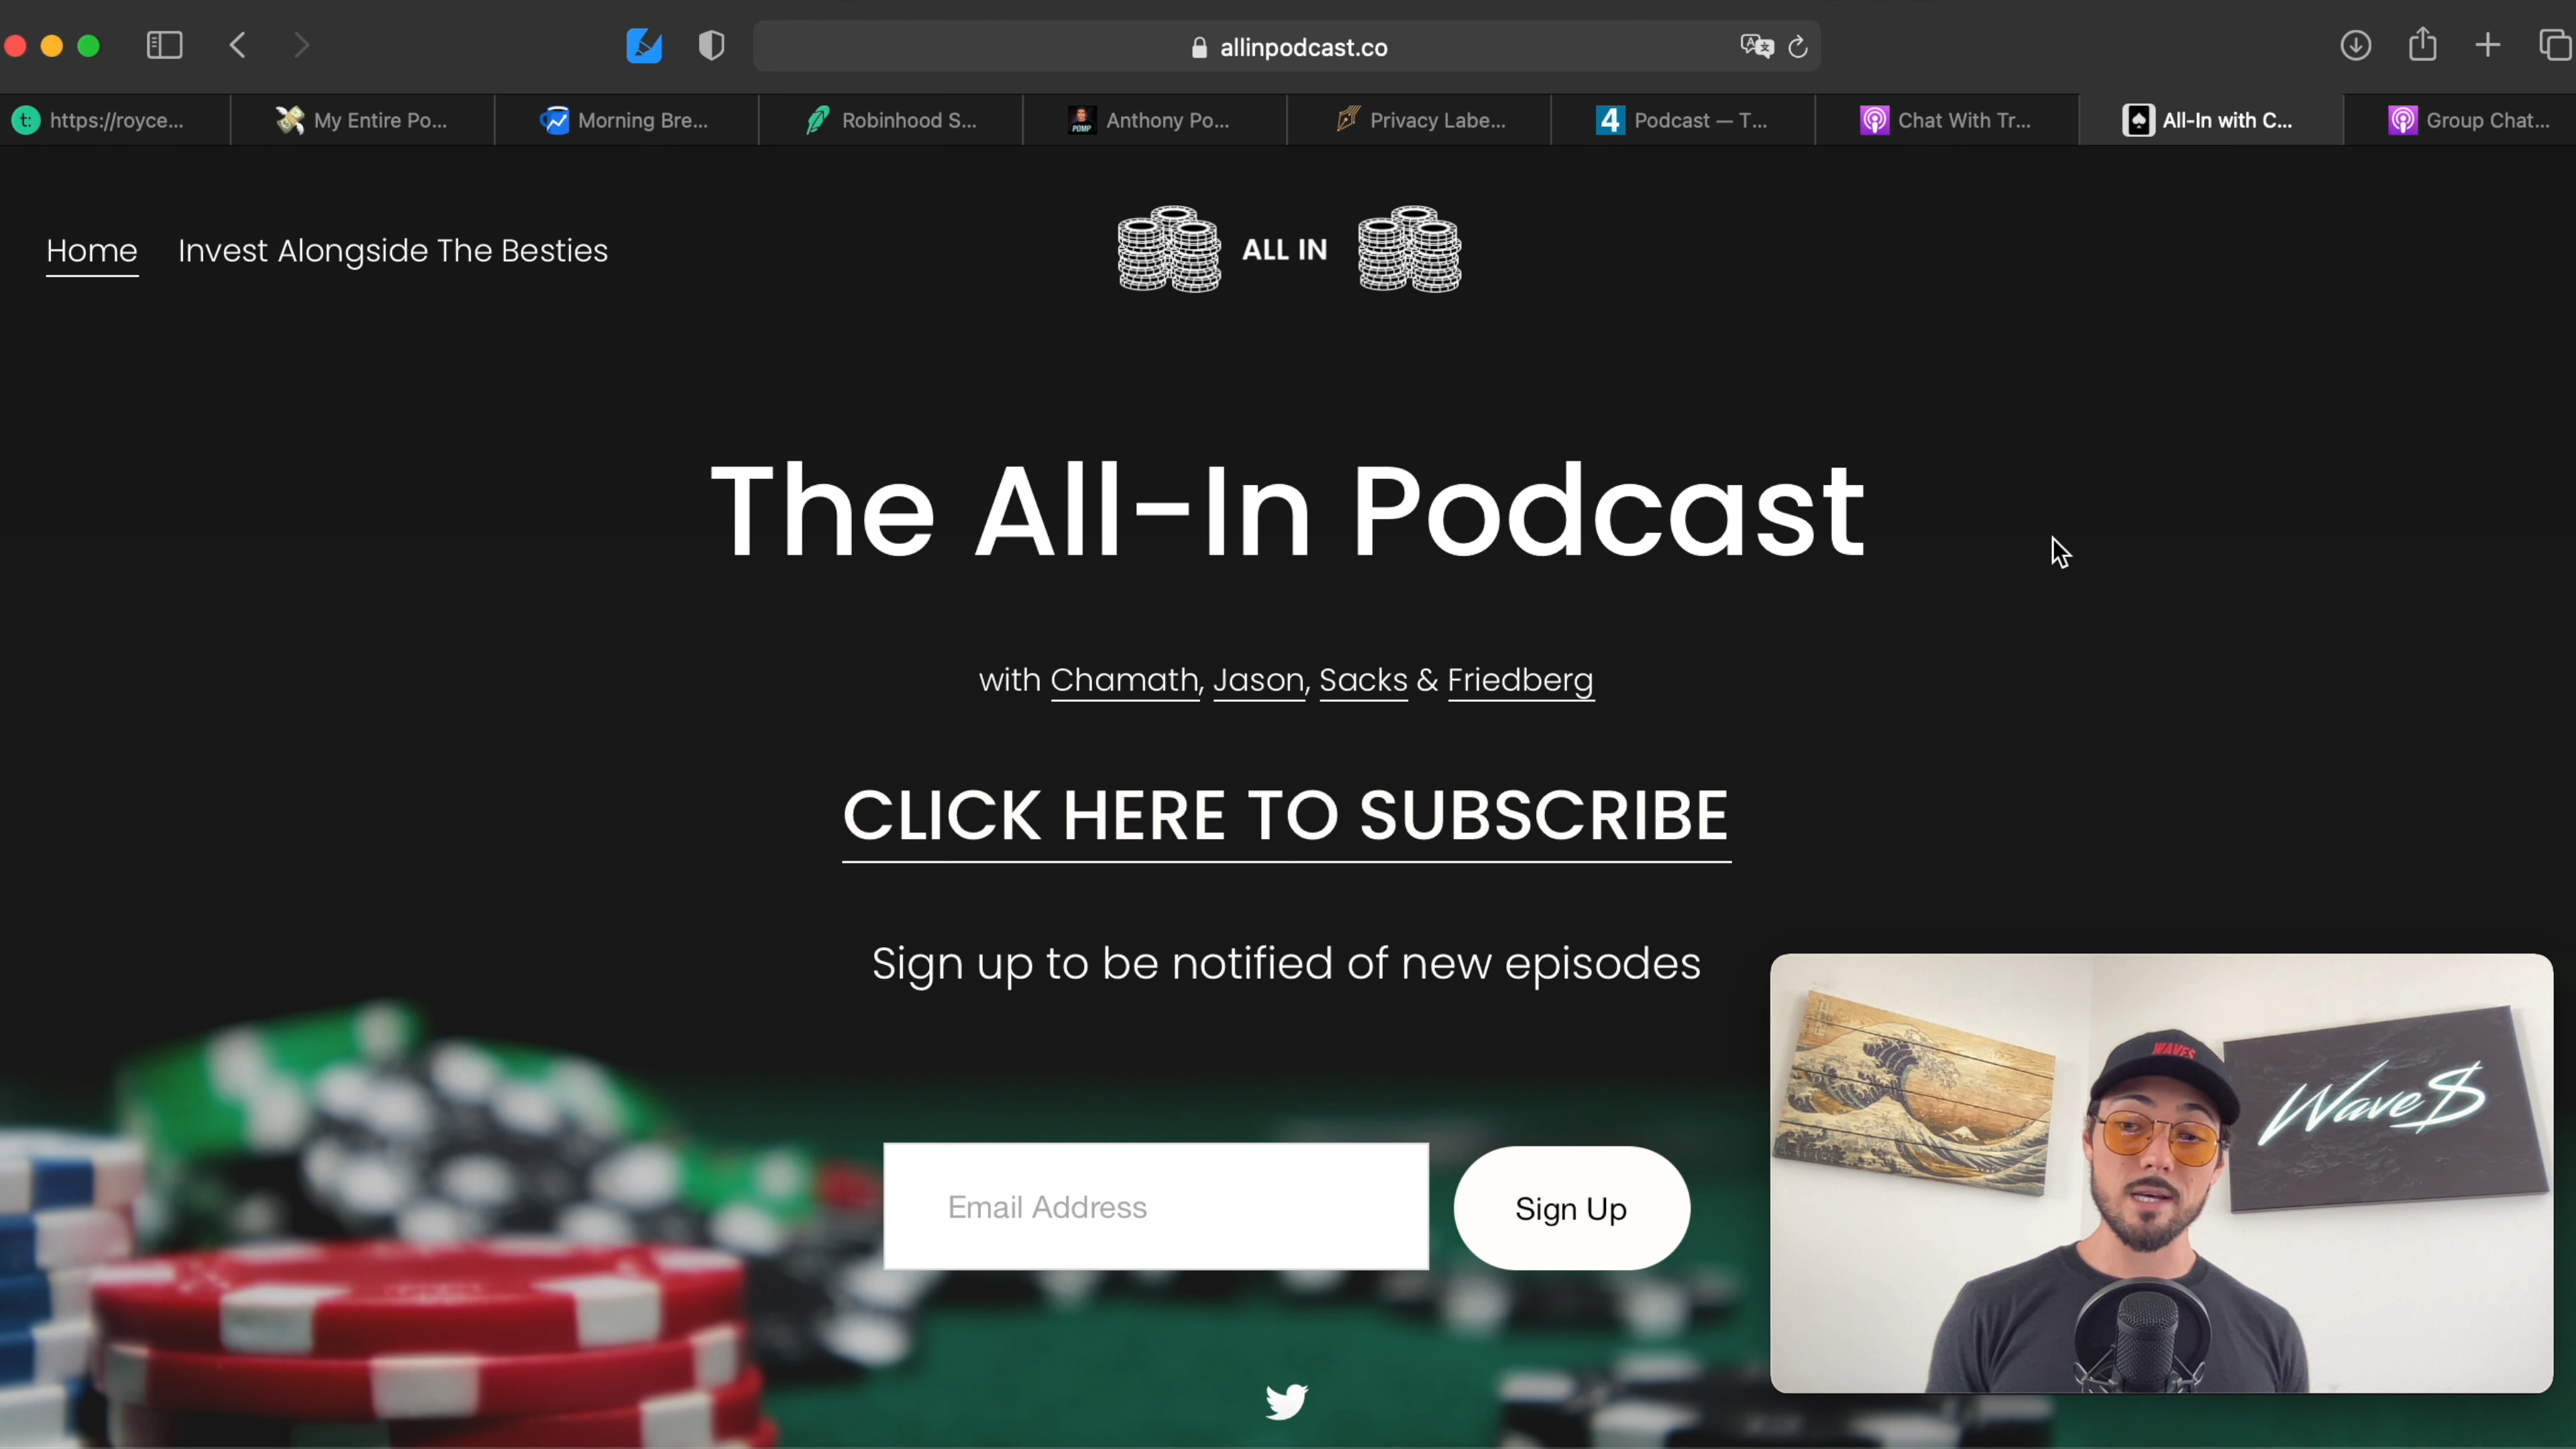 allinpodcast.co
t: https://royce...
My Entire Po...
Morning Bre...
Robinhood S...
POMP Anthony Po...
Privacy Labe...
4 Podcast — T...
Chat With Tr...
All-In with C...
Group Chat...
Home
Invest Alongside The Besties
ALL IN
The All-In Podcast
with Chamath, Jason, Sacks & Friedberg
CLICK HERE TO SUBSCRIBE
Sign up to be notified of new episodes
Email Address
Sign Up
WAVES
Wave$